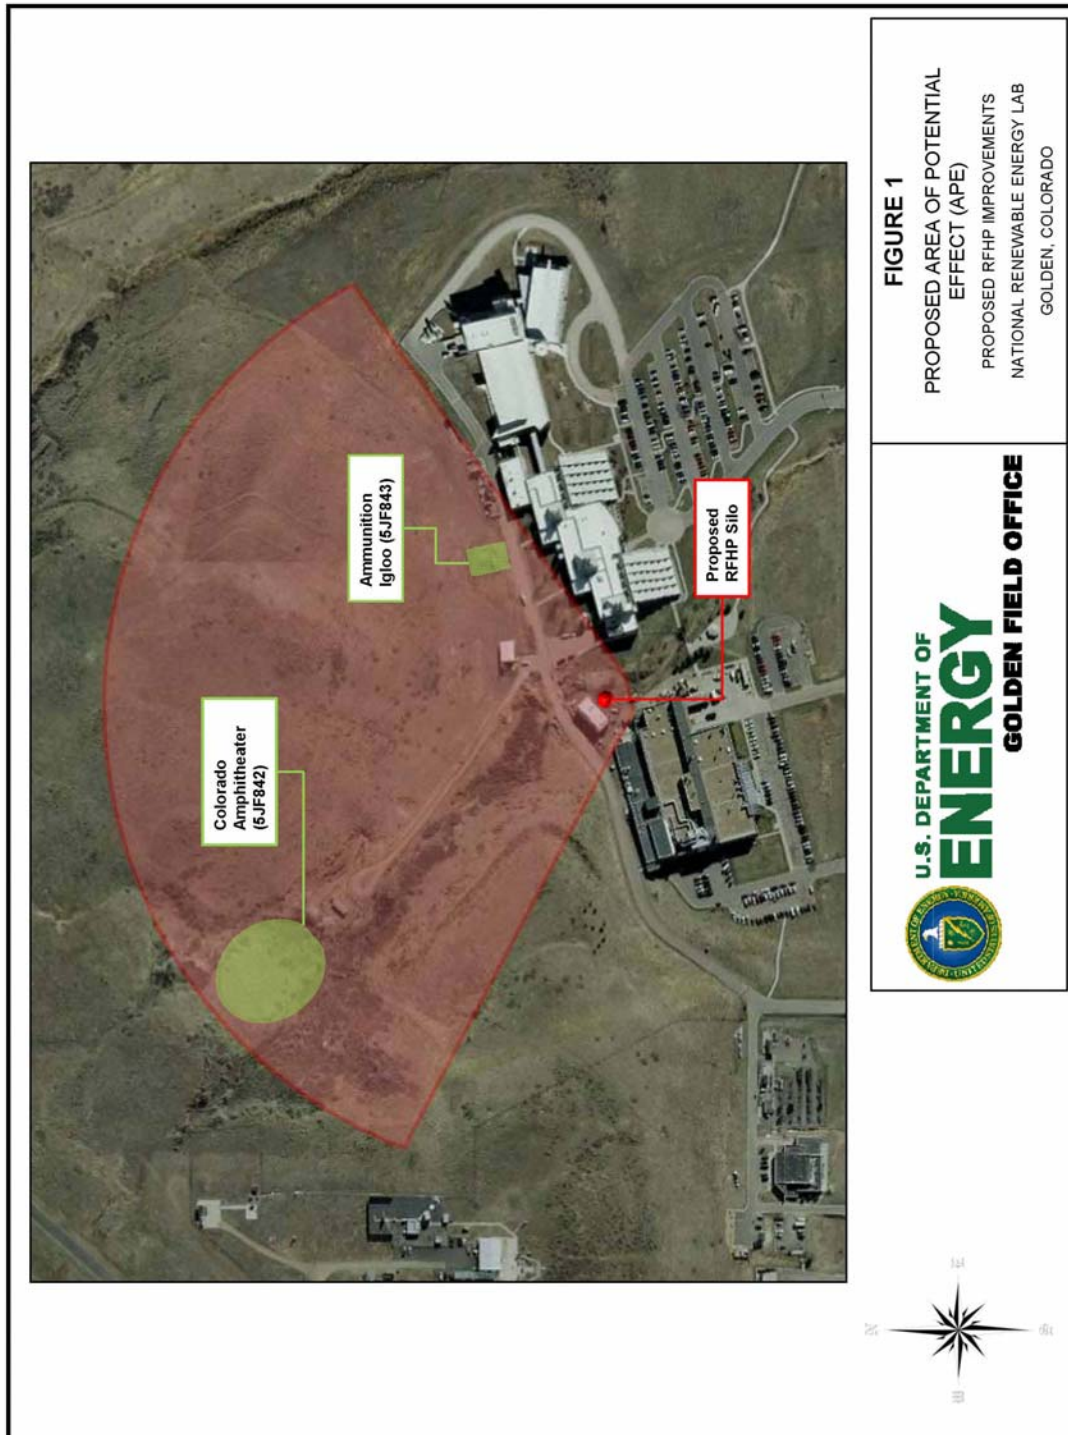 Colorado
Amphitheater
(5JF842)
Ammunition
Igloo (5JF843)
Proposed
RFHP Silo
FIGURE 1
PROPOSED AREA OF POTENTIAL
EFFECT (APE)
PROPOSED RFHP IMPROVEMENTS
NATIONAL RENEWABLE ENERGY LAB
GOLDEN, COLORADO
U.S. DEPARTMENT OF
ENERGY
GOLDEN FIELD OFFICE
N
E
S
W